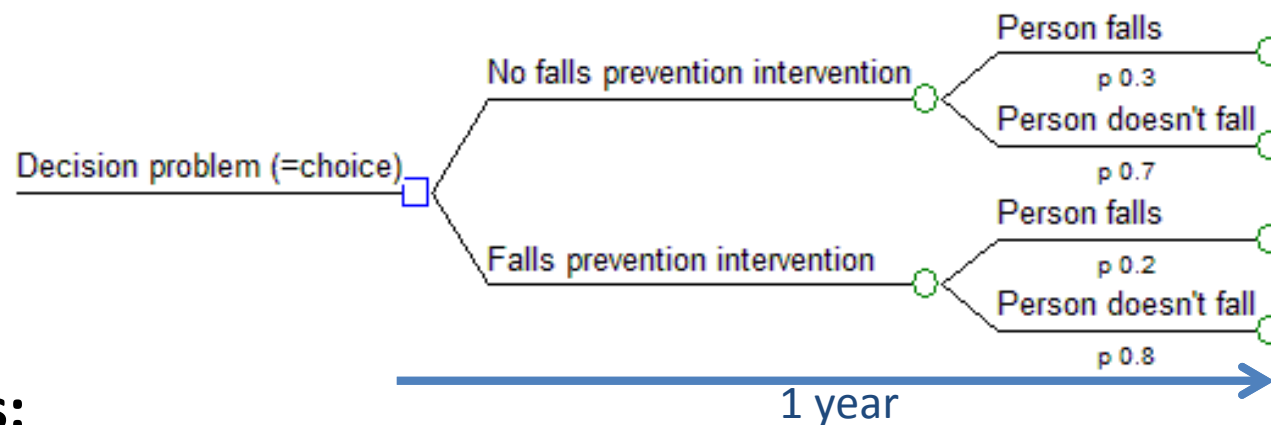 Person falls
p 0.3
No falls prevention intervention
Person doesn't fall
p 0.7
Decision problem (=choice)
Person falls
p 0.2
Falls prevention intervention
Person doesn't fall
p 0.8
1 year
s: